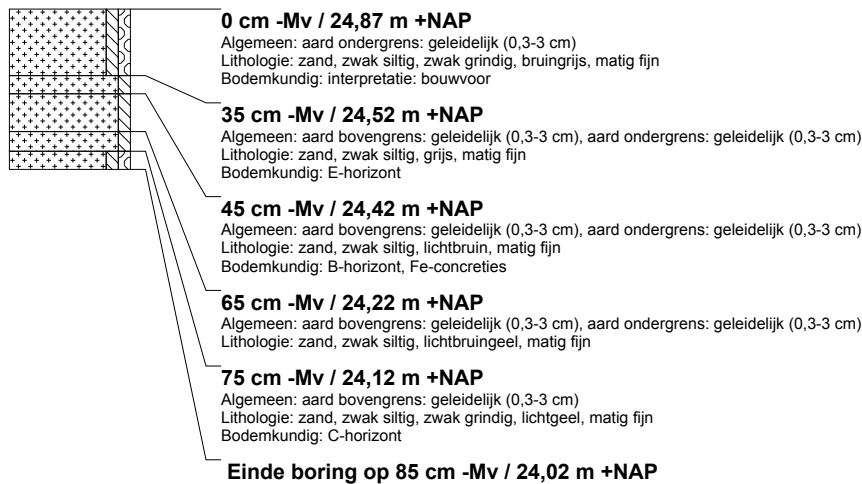 0 cm -Mv / 24,87 m +NAP
Algemeen: aard ondergrens: geleidelijk (0,3-3 cm)
Lithologie: zand, zwak siltig, zwak grindig, bruingrijs, matig fijn
Bodemkundig: interpretatie: bouwvoor
35 cm -Mv / 24,52 m +NAP
Algemeen: aard bovengrens: geleidelijk (0,3-3 cm), aard ondergrens: geleidelijk (0,3-3 cm)
Lithologie: zand, zwak siltig, grijs, matig fijn
Bodemkundig: E-horizont
45 cm -Mv / 24,42 m +NAP
Algemeen: aard bovengrens: geleidelijk (0,3-3 cm), aard ondergrens: geleidelijk (0,3-3 cm)
Lithologie: zand, zwak siltig, lichtbruin, matig fijn
Bodemkundig: B-horizont, Fe-concreties
65 cm -Mv / 24,22 m +NAP
Algemeen: aard bovengrens: geleidelijk (0,3-3 cm), aard ondergrens: geleidelijk (0,3-3 cm)
Lithologie: zand, zwak siltig, lichtbruingeel, matig fijn
75 cm -Mv / 24,12 m +NAP
Algemeen: aard bovengrens: geleidelijk (0,3-3 cm)
Lithologie: zand, zwak siltig, zwak grindig, lichtgeel, matig fijn
Bodemkundig: C-horizont
Einde boring op 85 cm -Mv / 24,02 m +NAP